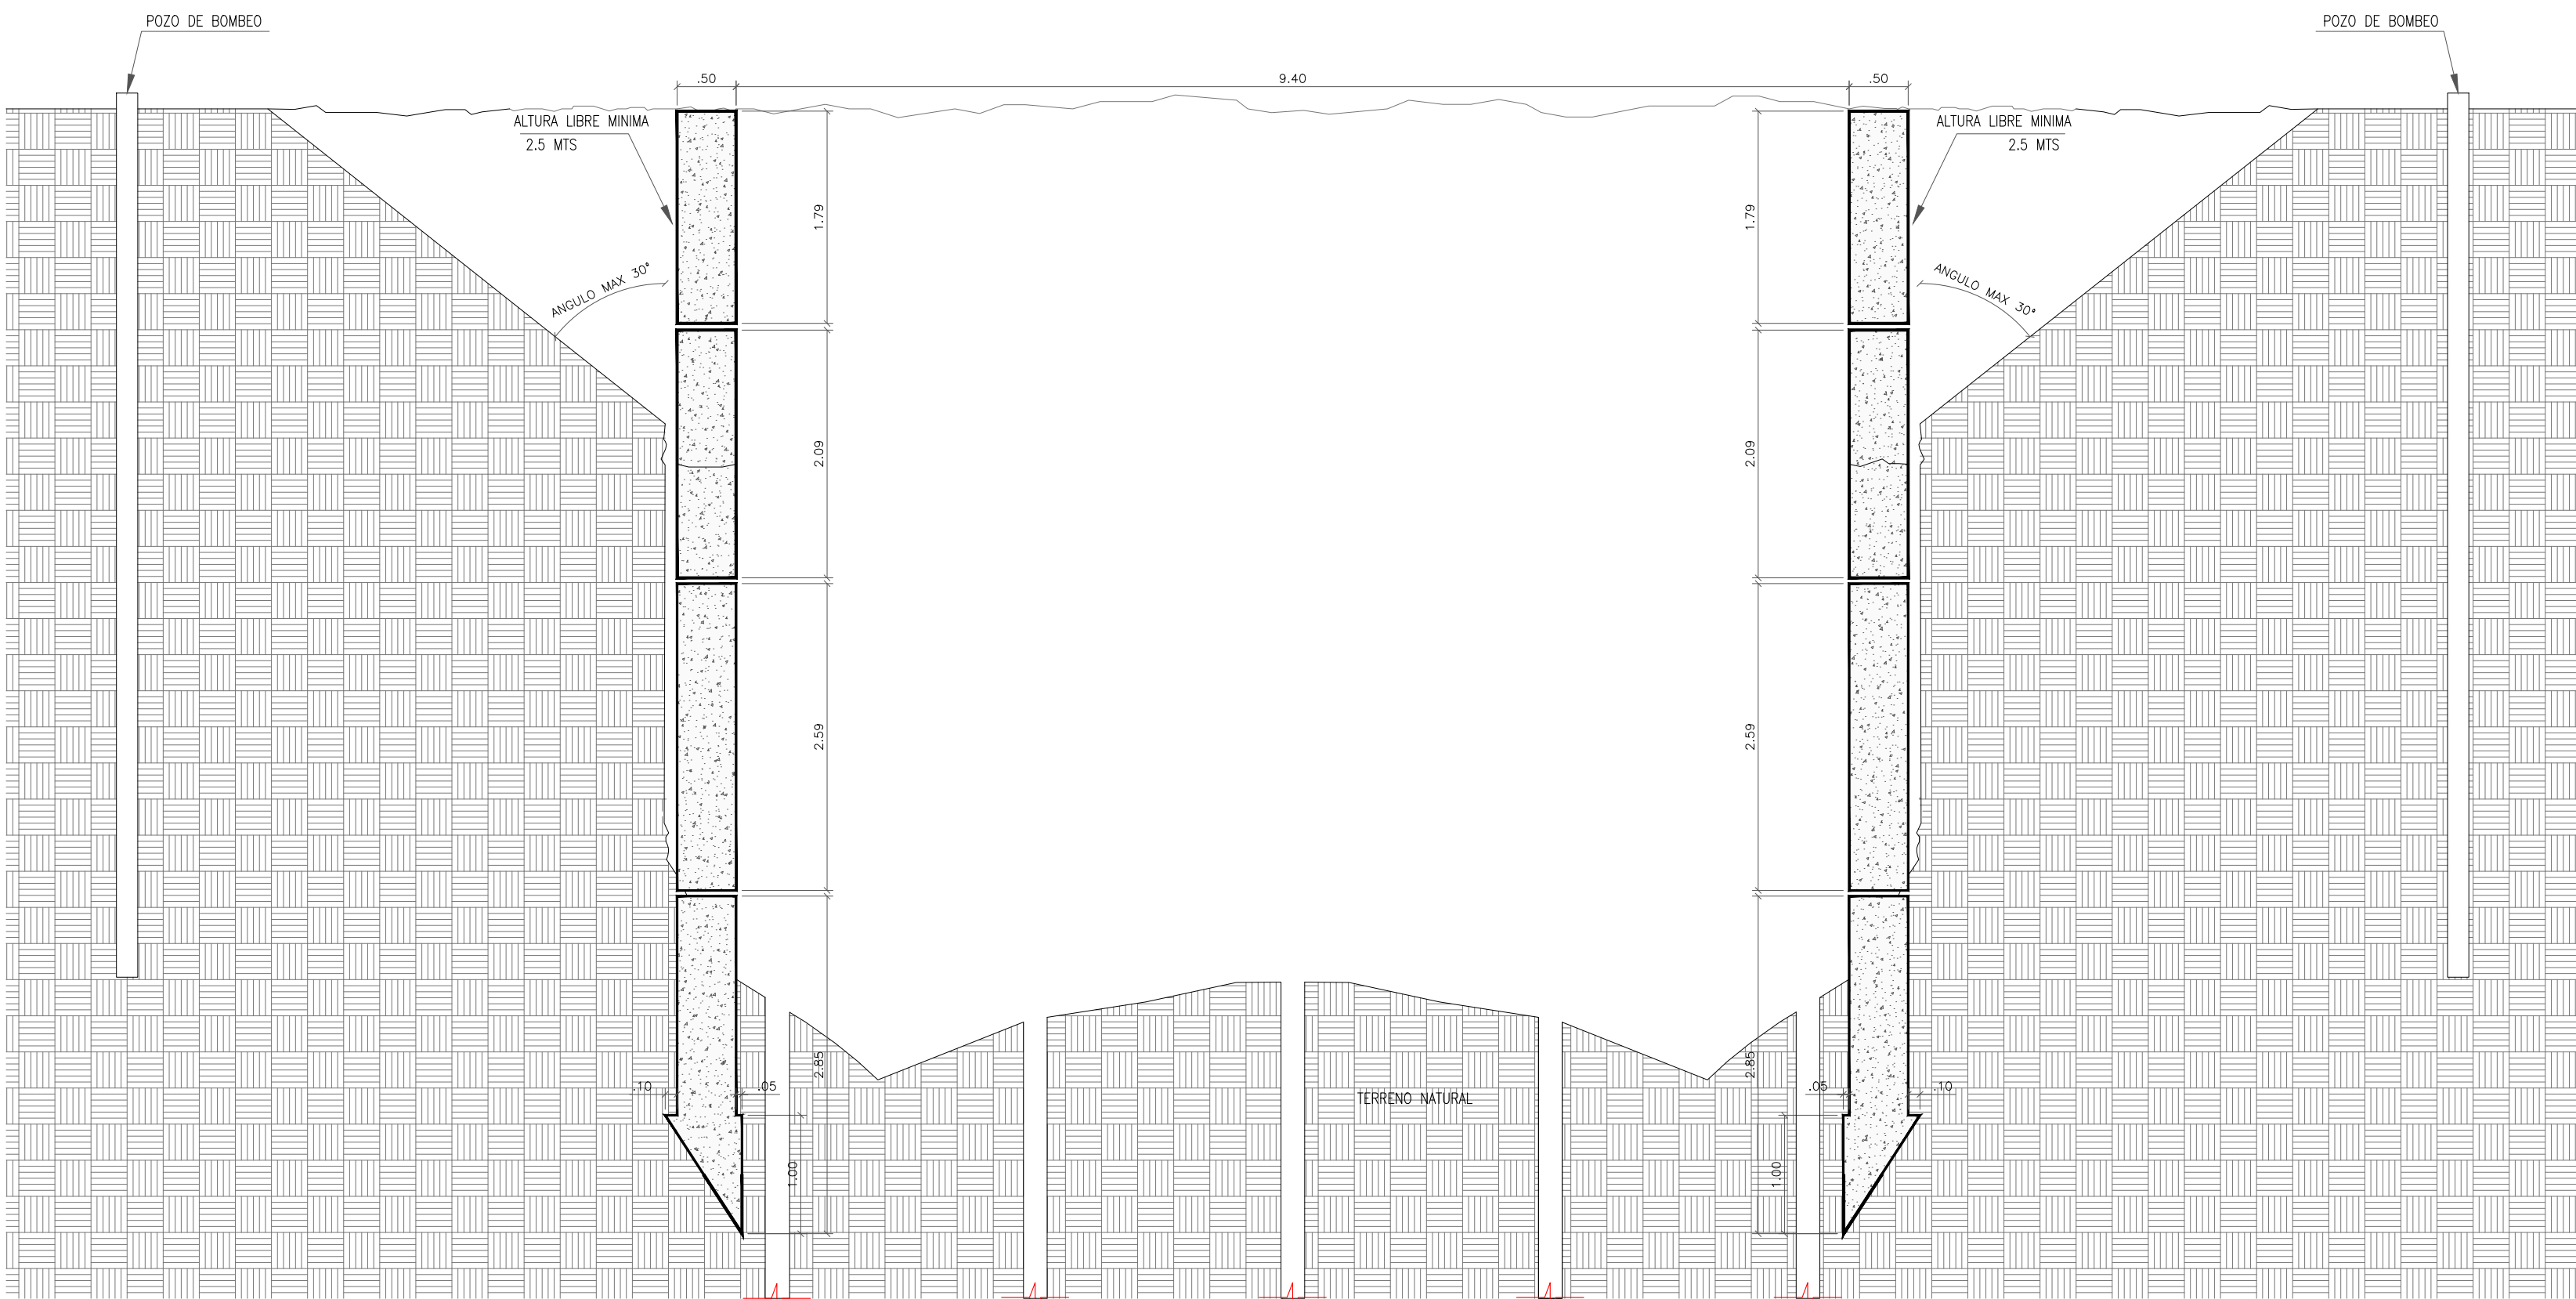 POZO DE BOMBEO
POZO DE BOMBEO
.50
9.40
.50
ALTURA LIBRE MINIMA
2.5 MTS
ALTURA LIBRE MINIMA
2.5 MTS
1.79
1.79
ANGULO MAX 30°
ANGULO MAX 30°
2.09
2.09
2.59
2.59
2.85
2.85
.10
.05
.05
.10
TERRENO NATURAL
1.00
1.00